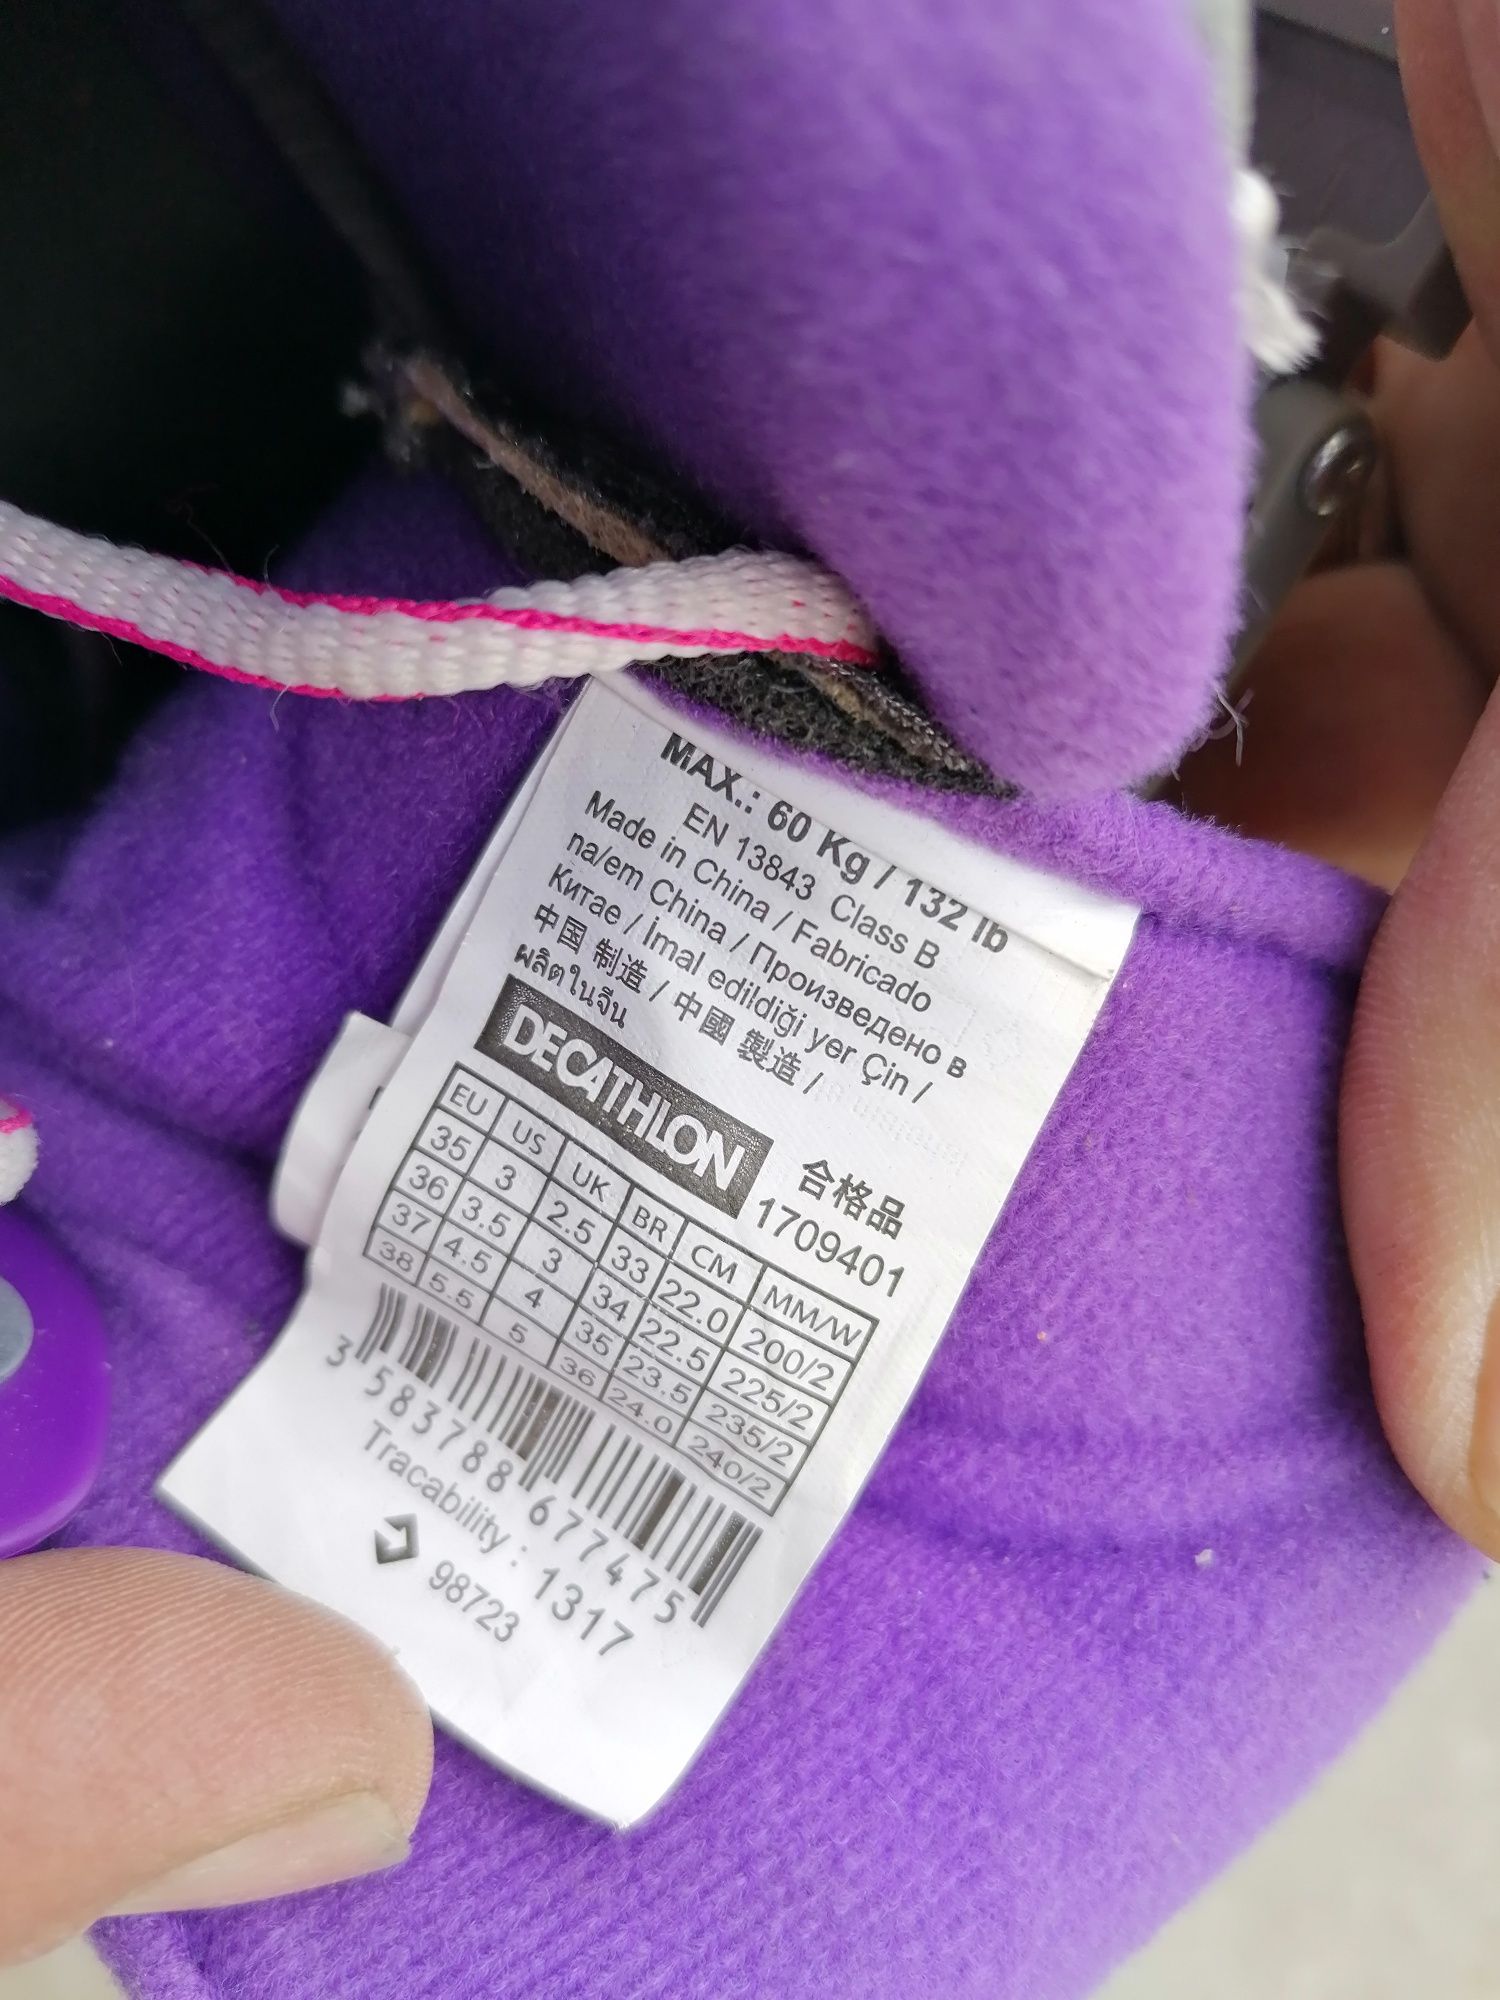 MAX.: 60 Kg / 132 lb
EN 13843 Class B
Made in China / Fabricado
na/em China / Произведено в
Китае / İmal edildiği yer Çin /
中国 制造 / 中國 製造 /
ผลิตในจีน
DECATHLON
合格品
1709401
EU US UK BR CM MM/W
35 3 2.5 33 22.0 200/2
36 3.5 3 34 22.5 225/2
37 4.5 4 35 23.5 235/2
38 5.5 5 36 24.0 240/2
3 583788 677475
Tracability : 1317
98723